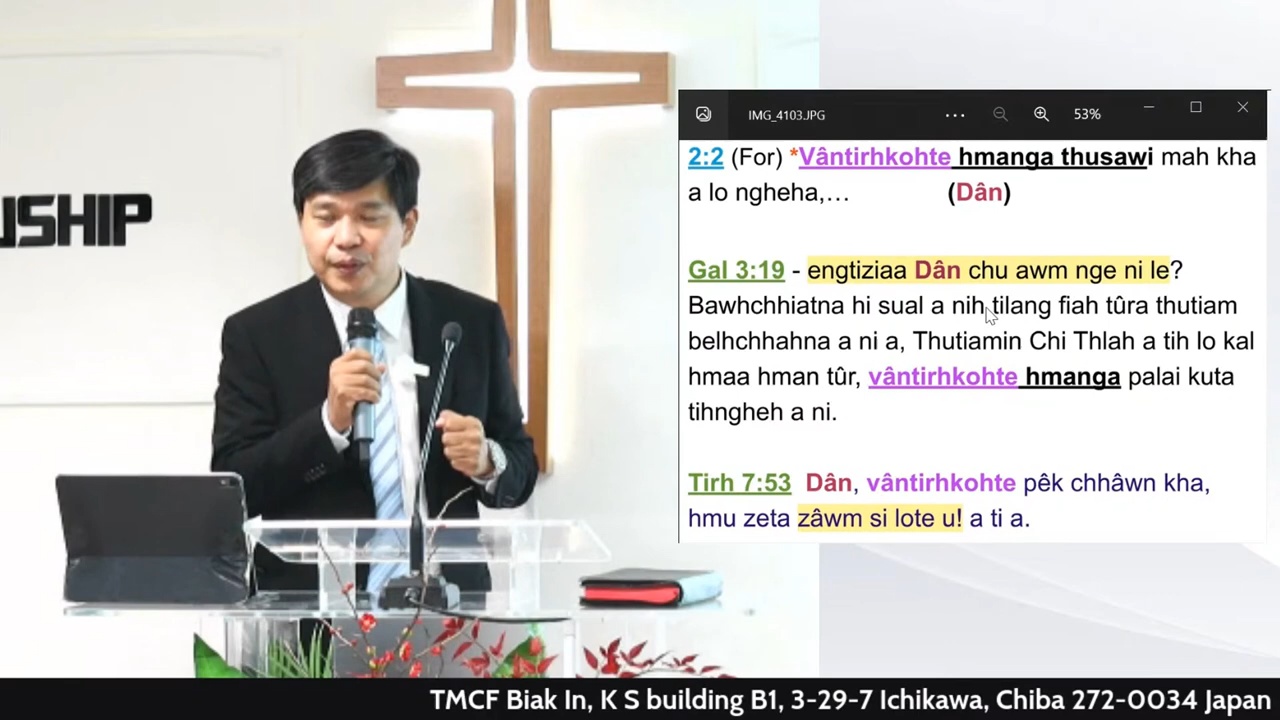 USHIP
IMG_4103.JPG
53%
2:2 (For) *Vântirhkohte hmanga thusawi mah kha
a lo ngheha,… (Dân)
Gal 3:19 - engtiziaa Dân chu awm nge ni le?
Bawhchhiatna hi sual a nih tilang fiah tûra thutiam
belhchhahna a ni a, Thutiamin Chi Thlah a tih lo kal
hmaa hman tûr, vântirhkohte hmanga palai kuta
tihngheh a ni.
Tirh 7:53 Dân, vântirhkohte pêk chhâwn kha,
hmu zeta zâwm si lote u! a ti a.
TMCF Biak In, K S building B1, 3-29-7 Ichikawa, Chiba 272-0034 Japan